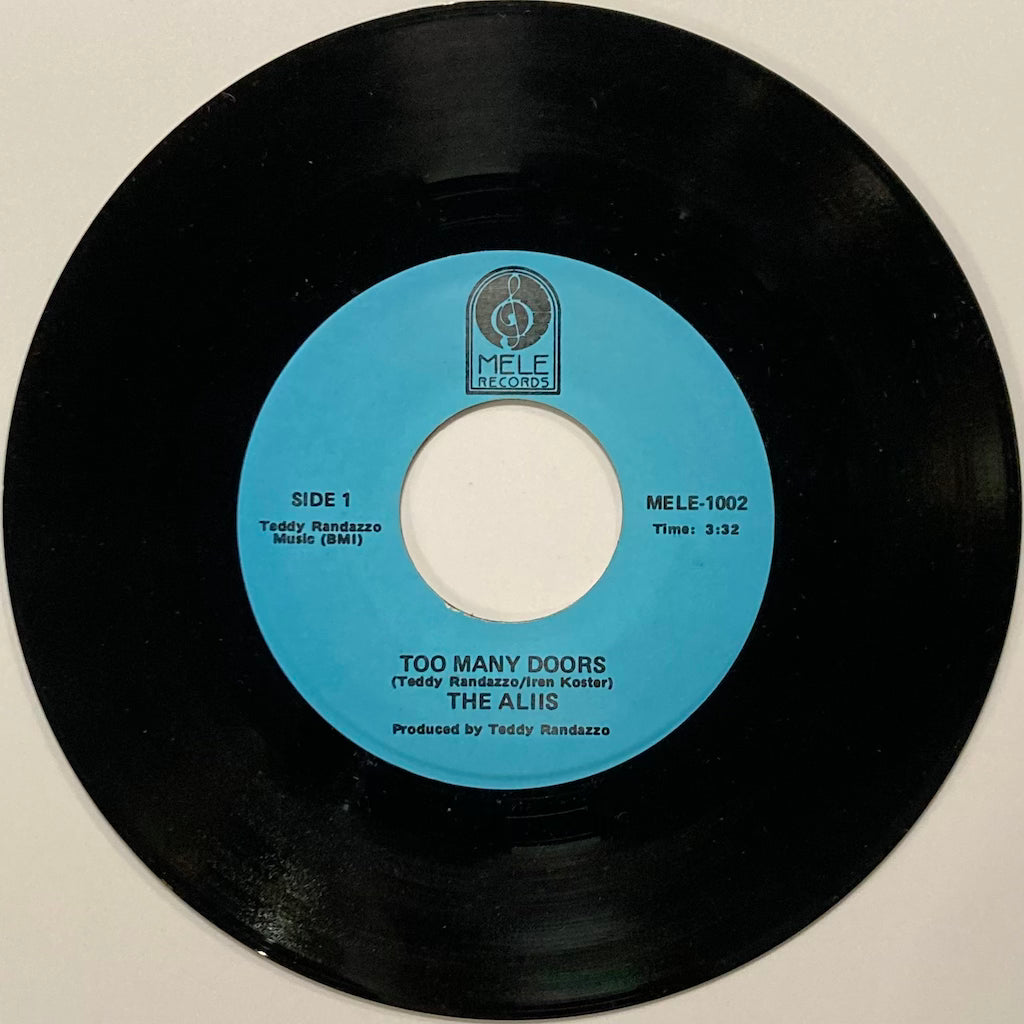 MELE
RECORDS
SIDE 1
Teddy Randazzo
Music (BMI)
MELE-1002
Time: 3:32
TOO MANY DOORS
(Teddy Randazzo/Iren Koster)
THE ALIIS
Produced by Teddy Randazzo